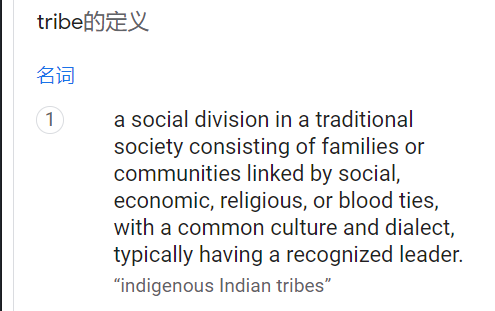 tribe的定义
名词
1
a social division in a traditional
society consisting of families or
communities linked by social,
economic, religious, or blood ties,
with a common culture and dialect,
typically having a recognized leader.
“indigenous Indian tribes”